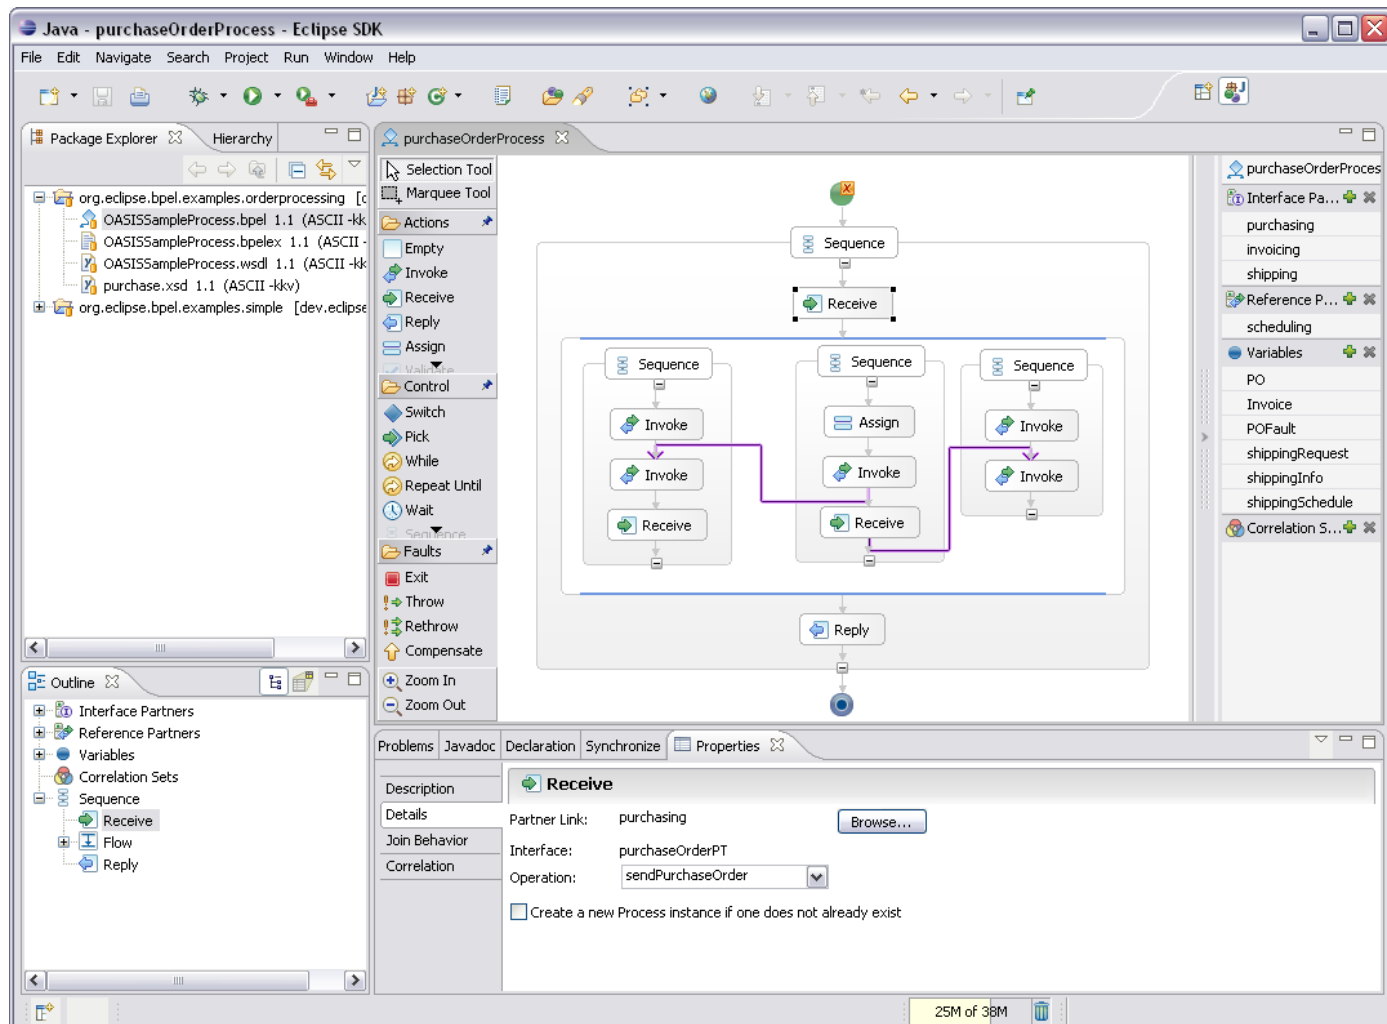 Java - purchaseOrderProcess - Eclipse SDK
File Edit Navigate Search Project Run Window Help
Package Explorer Hierarchy
org.eclipse.bpel.examples.orderprocessing [c
OASISSampleProcess.bpel 1.1 (ASCII -kk
OASISSampleProcess.bpelex 1.1 (ASCII -
OASISSampleProcess.wsdl 1.1 (ASCII -kk
purchase.xsd 1.1 (ASCII -kkv)
org.eclipse.bpel.examples.simple [dev.eclipse
Outline
Interface Partners
Reference Partners
Variables
Correlation Sets
Sequence
Receive
Flow
Reply
purchaseOrderProcess
Selection Tool
Marquee Tool
Actions
Empty
Invoke
Receive
Reply
Assign
Validate
Control
Switch
Pick
While
Repeat Until
Wait
Sequence
Faults
Exit
Throw
Rethrow
Compensate
Zoom In
Zoom Out
Sequence
Receive
Sequence
Invoke
Invoke
Receive
Sequence
Assign
Invoke
Receive
Sequence
Invoke
Invoke
Reply
purchaseOrderProces
Interface Pa...
purchasing
invoicing
shipping
Reference P...
scheduling
Variables
PO
Invoice
POFault
shippingRequest
shippingInfo
shippingSchedule
Correlation S...
Problems Javadoc Declaration Synchronize Properties
Description
Details
Join Behavior
Correlation
Receive
Partner Link: purchasing Browse...
Interface: purchaseOrderPT
Operation: sendPurchaseOrder
Create a new Process instance if one does not already exist
25M of 38M